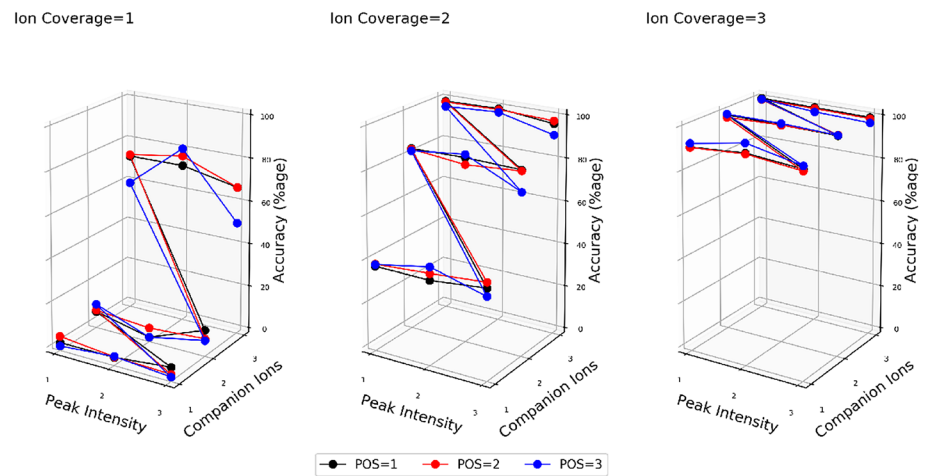 Ion Coverage=1
Ion Coverage=2
Ion Coverage=3
100
80
60
40
20
0
Accuracy (%age)
1
2
3
Peak Intensity
1
2
3
Companion Ions
100
80
60
40
20
0
Accuracy (%age)
1
2
3
Peak Intensity
1
2
3
Companion Ions
100
80
60
40
20
0
Accuracy (%age)
1
2
3
Peak Intensity
1
2
3
Companion Ions
POS=1 POS=2 POS=3